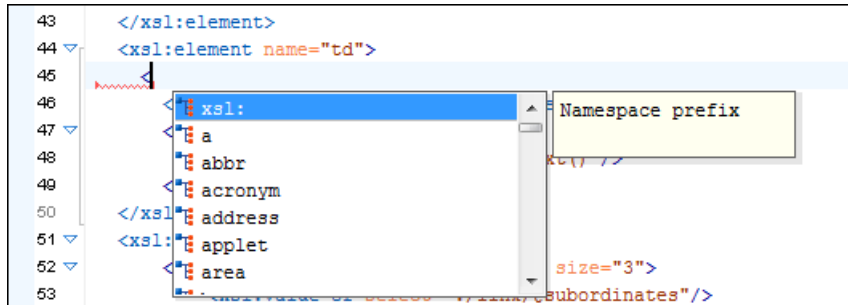 43 </xsl:element>
44 <xsl:element name="td">
45 <
46 <
xsl:
Namespace prefix
47 <
a
48 xt() />
abbr
49 <
acronym
50 </xsl
address
51 <xsl:
applet
52 < size="3">
area
53 subordinates"/>